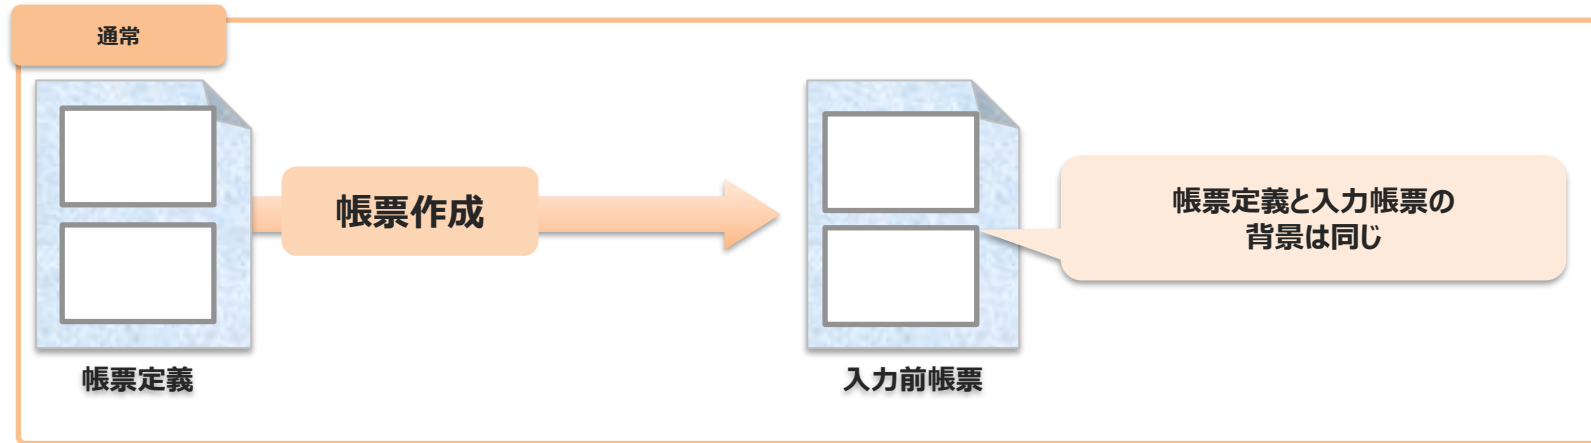 通常
帳票作成
帳票定義と入力帳票の
背景は同じ
帳票定義
入力前帳票